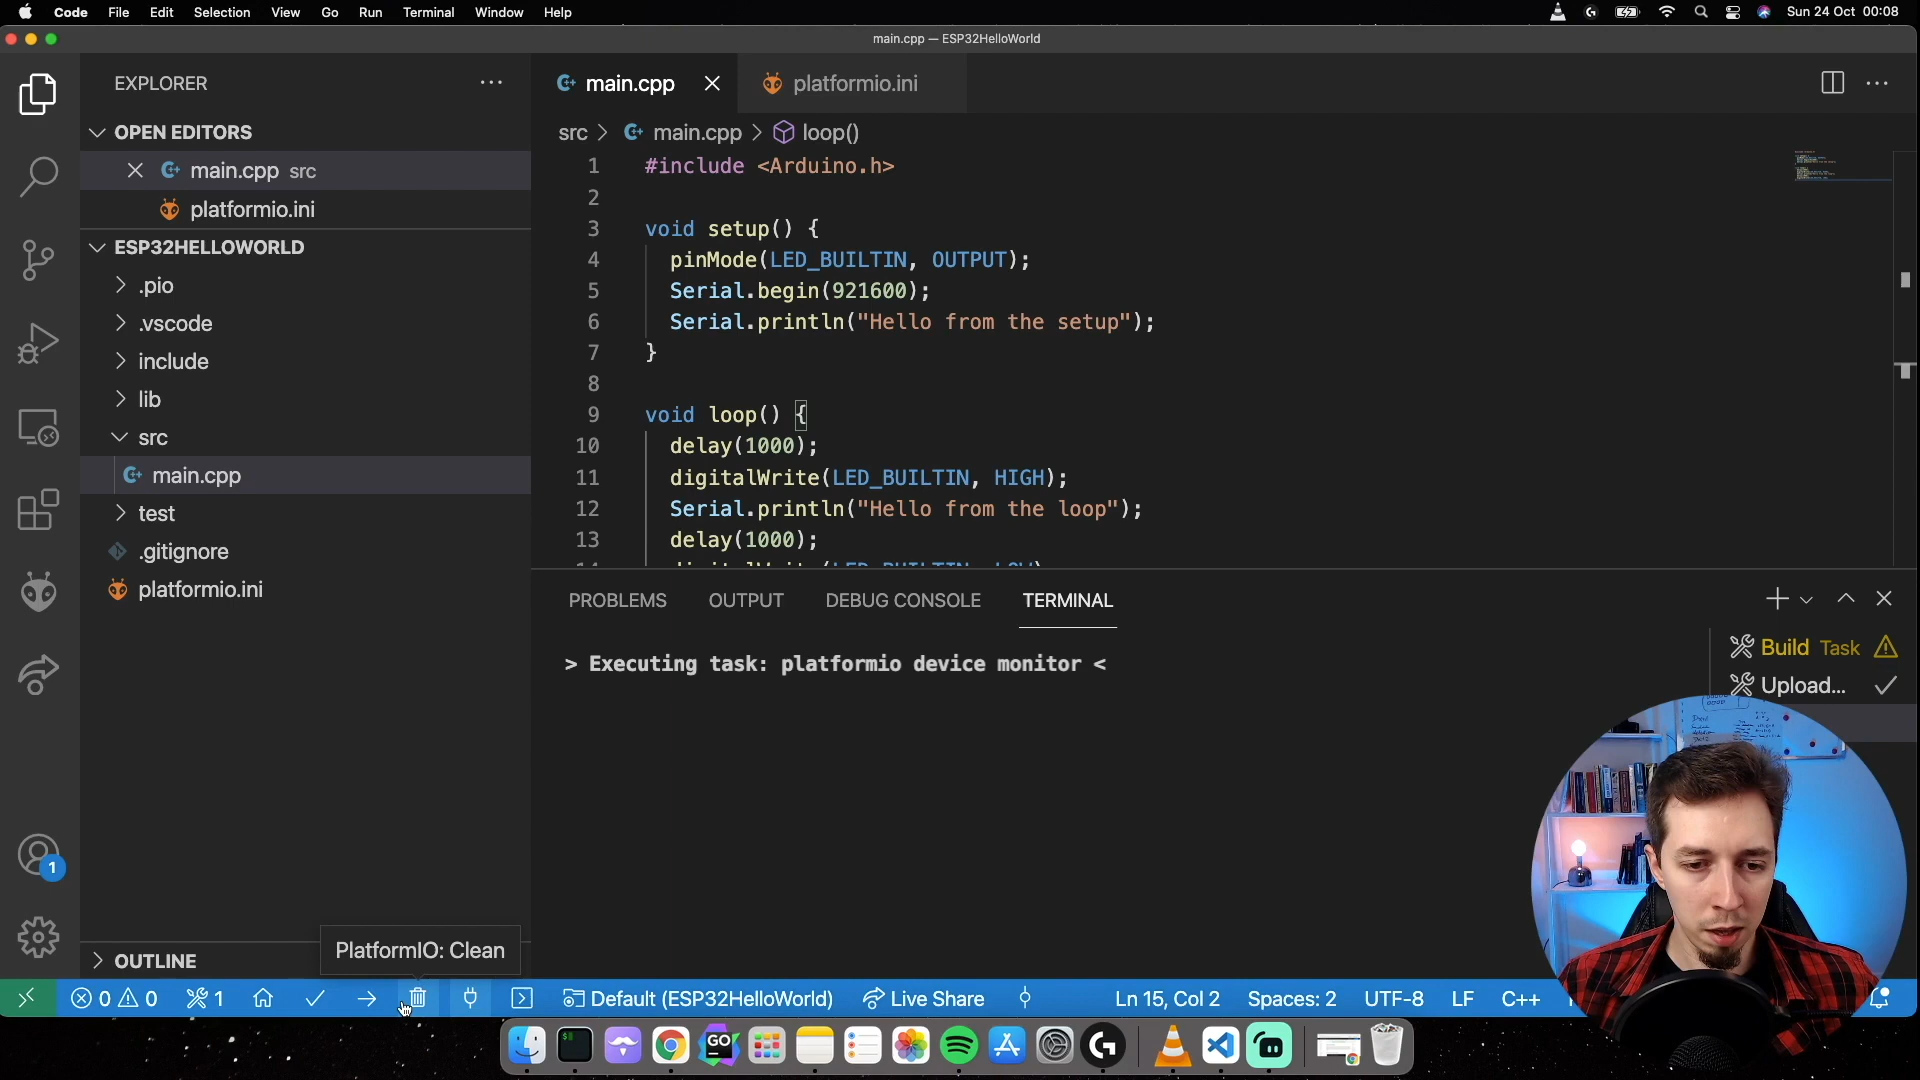 Code File Edit Selection View Go Run Terminal Window Help Sun 24 Oct 00:08
main.cpp — ESP32HelloWorld
EXPLORER
OPEN EDITORS
main.cpp src
platformio.ini
ESP32HELLOWORLD
.pio
.vscode
include
lib
src
main.cpp
test
.gitignore
platformio.ini
OUTLINE
main.cpp platformio.ini
src > main.cpp > loop()
1 #include <Arduino.h>
2
3 void setup() {
4 pinMode(LED_BUILTIN, OUTPUT);
5 Serial.begin(921600);
6 Serial.println("Hello from the setup");
7 }
8
9 void loop() {
10 delay(1000);
11 digitalWrite(LED_BUILTIN, HIGH);
12 Serial.println("Hello from the loop");
13 delay(1000);
PROBLEMS OUTPUT DEBUG CONSOLE TERMINAL
> Executing task: platformio device monitor <
Build Task
Upload...
1
PlatformIO: Clean
0 0 1 Default (ESP32HelloWorld) Live Share Ln 15, Col 2 Spaces: 2 UTF-8 LF C++
GO